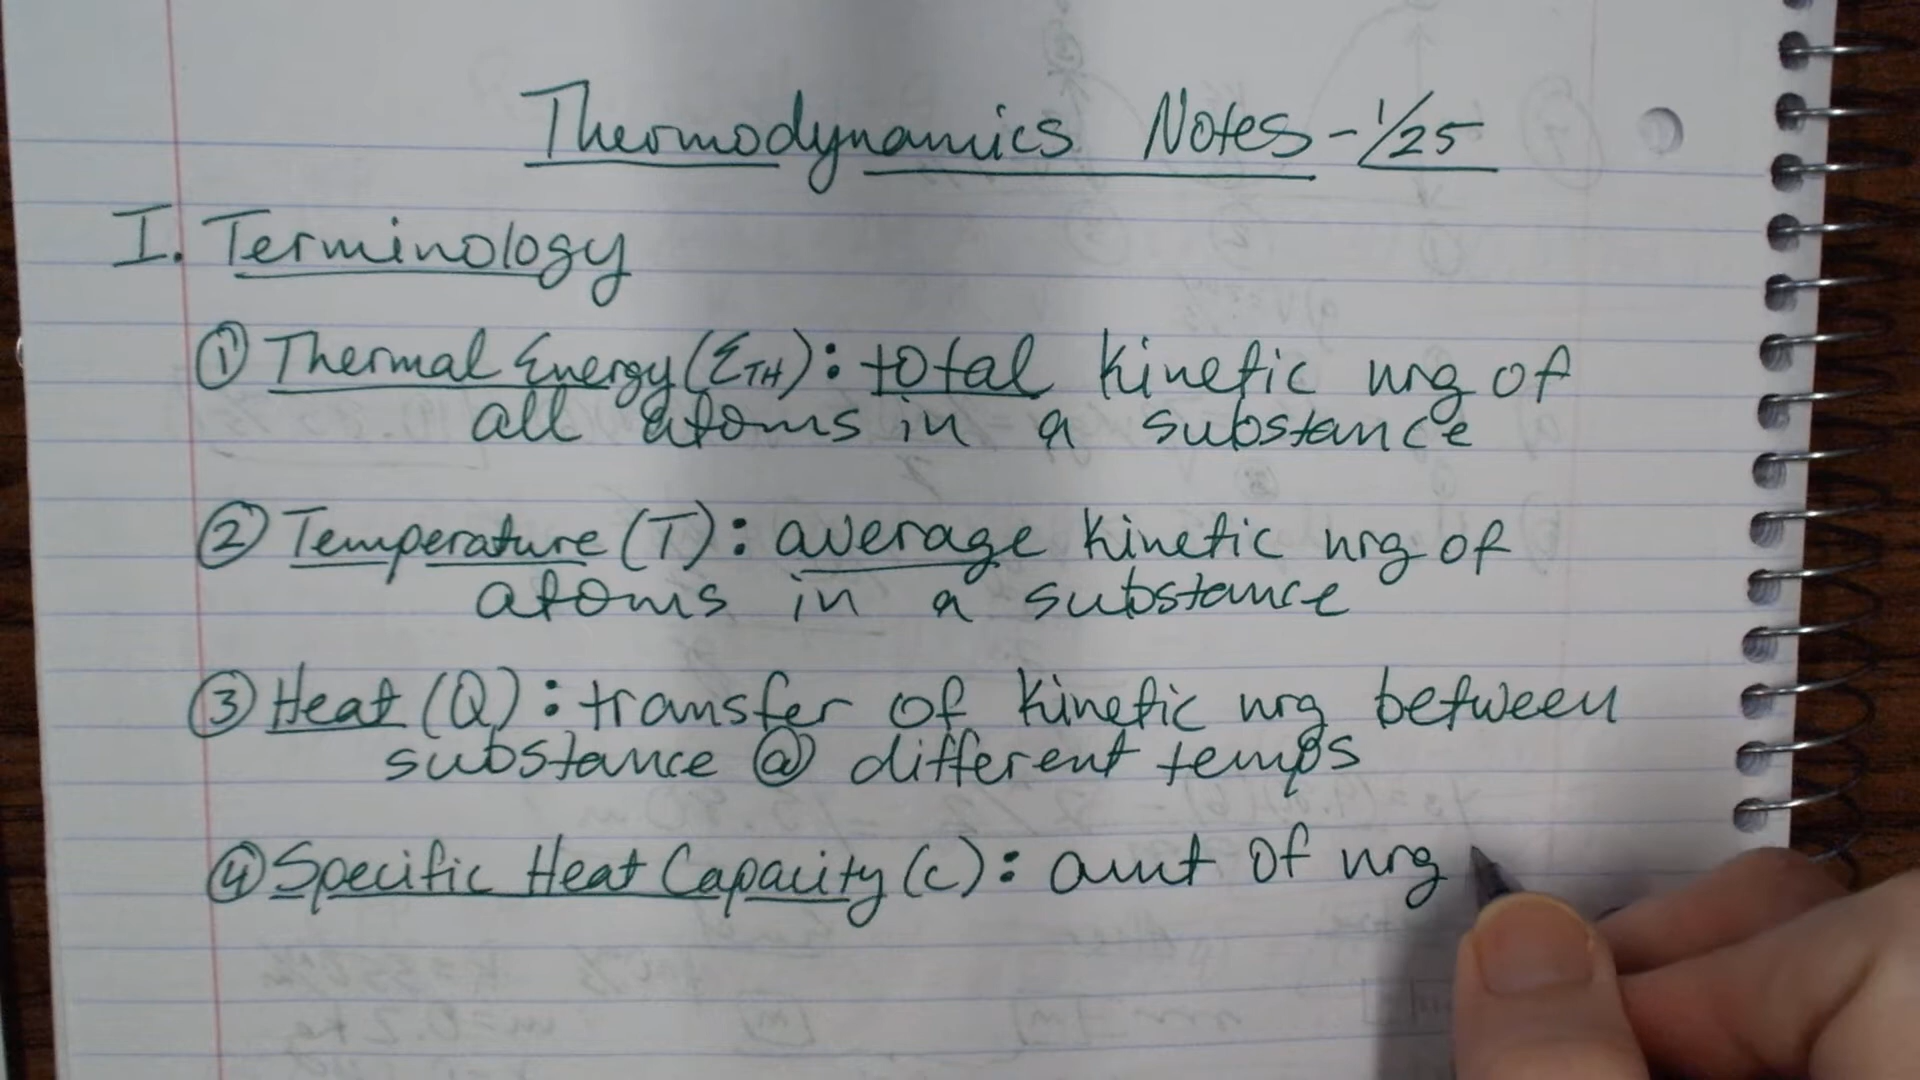 Thermodynamics Notes - 1/25
I. Terminology
① Thermal Energy (ETH): total kinetic nrg of
all atoms in a substance
② Temperature (T): average kinetic nrg of
atoms in a substance
③ Heat (Q): transfer of kinetic nrg between
substance @ different temps
④ Specific Heat Capacity (c): amt of nrg